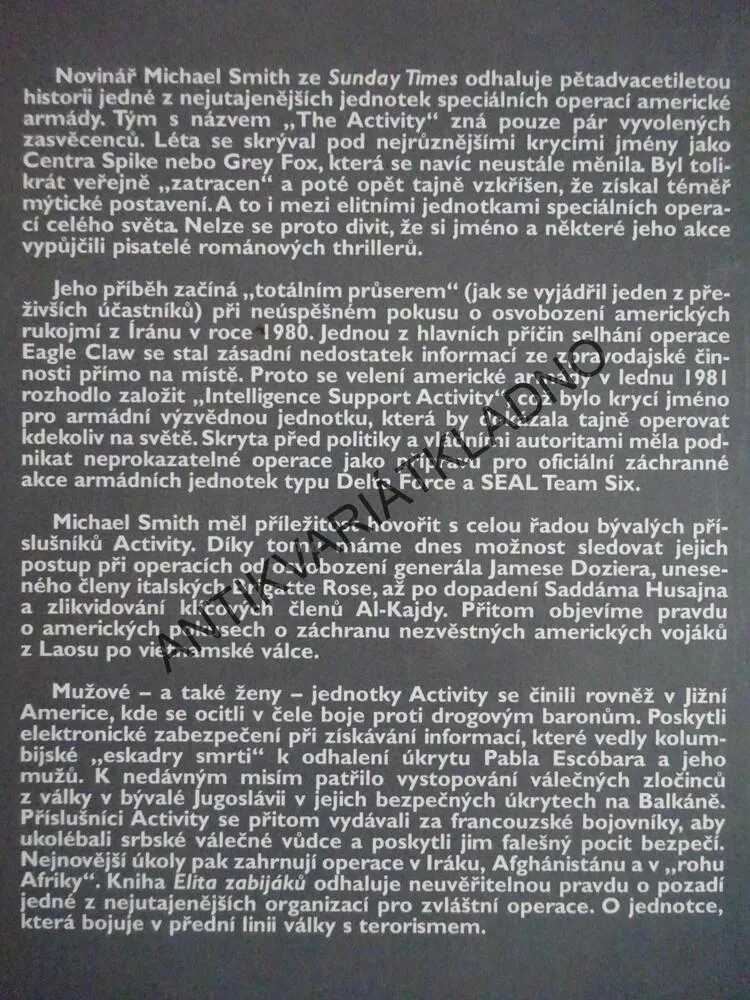 Novinář Michael Smith ze Sunday Times odhaluje pětadvacetiletou
historii jedné z nejutajenějších jednotek speciálních operací americké
armády. Tým s názvem „The Activity“ zná pouze pár vyvolených
zasvěcenců. Léta se skrýval pod nejrůznějšími krycími jmény jako
Centra Spike nebo Grey Fox, která se navíc neustále měnila. Byl toli-
krát veřejně „zatracen“ a poté opět tajně vzkříšen, že získal téměř
mýtické postavení. A to i mezi elitními jednotkami speciálních opera-
cí celého světa. Nelze se proto divit, že si jméno a některé jeho akce
vypůjčili pisatelé románových thrillerů.
Jeho příběh začíná „totálním průserem“ (jak se vyjádřil jeden z pře-
živších účastníků) při neúspěšném pokusu o osvobození amerických
rukojmí z Íránu v roce 1980. Jednou z hlavních příčin selhání operace
Eagle Claw se stal zásadní nedostatek informací ze zpravodajské čin-
nosti přímo na místě. Proto se velení americké armády v lednu 1981
rozhodlo založit „Intelligence Support Activity“, což bylo krycí jméno
pro armádní výzvědnou jednotku, která by dokázala tajně operovat
kdekoliv na světě. Skryta před politiky a vládními autoritami měla pod-
nikat neprokazatelné operace jako přípravu pro oficiální záchranné
akce armádních jednotek typu Delta Force a SEAL Team Six.
Michael Smith měl příležitost hovořit s celou řadou bývalých pří-
slušníků Activity. Díky tomu máme dnes možnost sledovat jejich
postup při operacích od osvobození generála Jamese Doziera, unese-
ného členy italských Brigatte Rose, až po dopadení Saddáma Husajna
a zlikvidování klíčových členů Al-Kajdy. Přitom objevíme pravdu
o amerických pokusech o záchranu nezvěstných amerických vojáků
z Laosu po vietnamské válce.
Mužové – a také ženy – jednotky Activity se činili rovněž v Jižní
Americe, kde se ocitli v čele boje proti drogovým baronům. Poskytli
elektronické zabezpečení při získávání informací, které vedly kolum-
bijské „eskadry smrti“ k odhalení úkrytu Pabla Escóbara a jeho
mužů. K nedávným misím patřilo vystopování válečných zločinců
z války v bývalé Jugoslávii v jejich bezpečných úkrytech na Balkáně.
Příslušníci Activity se přitom vydávali za francouzské bojovníky, aby
ukolébali srbské válečné vůdce a poskytli jim falešný pocit bezpečí.
Nejnovější úkoly pak zahrnují operace v Iráku, Afghánistánu a v „rohu
Afriky“. Kniha Elita zabijáků odhaluje neuvěřitelnou pravdu o pozadí
jedné z nejutajenějších organizací pro zvláštní operace. O jednotce,
která bojuje v přední linii války s terorismem.
ANTIKVARIATKLADNO